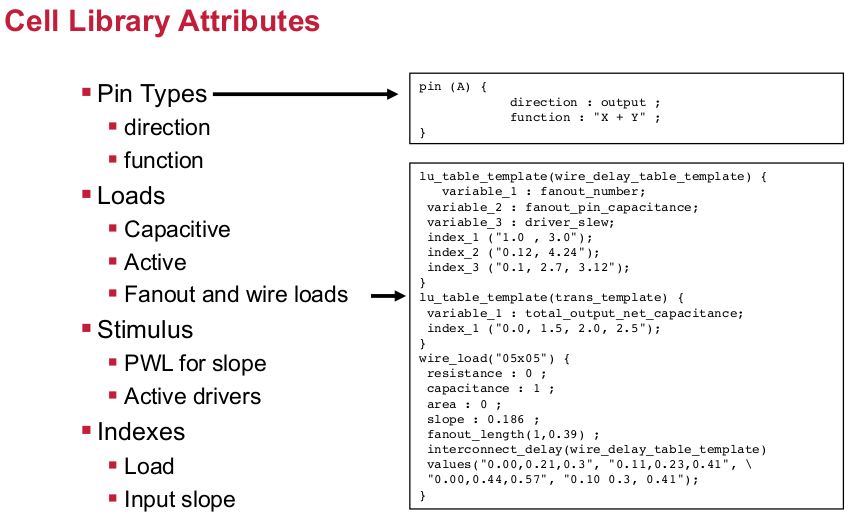 Cell Library Attributes
Pin Types
direction
function
Loads
Capacitive
Active
Fanout and wire loads
Stimulus
PWL for slope
Active drivers
Indexes
Load
Input slope
pin (A) {
direction : output ;
function : "X + Y" ;
}
lu_table_template(wire_delay_table_template) {
variable_1 : fanout_number;
variable_2 : fanout_pin_capacitance;
variable_3 : driver_slew;
index_1 ("1.0 , 3.0");
index_2 ("0.12, 4.24");
index_3 ("0.1, 2.7, 3.12");
}
lu_table_template(trans_template) {
variable_1 : total_output_net_capacitance;
index_1 ("0.0, 1.5, 2.0, 2.5");
}
wire_load("05x05") {
resistance : 0 ;
capacitance : 1 ;
area : 0 ;
slope : 0.186 ;
fanout_length(1,0.39) ;
interconnect_delay(wire_delay_table_template)
values("0.00,0.21,0.3", "0.11,0.23,0.41", \
"0.00,0.44,0.57", "0.10 0.3, 0.41");
}